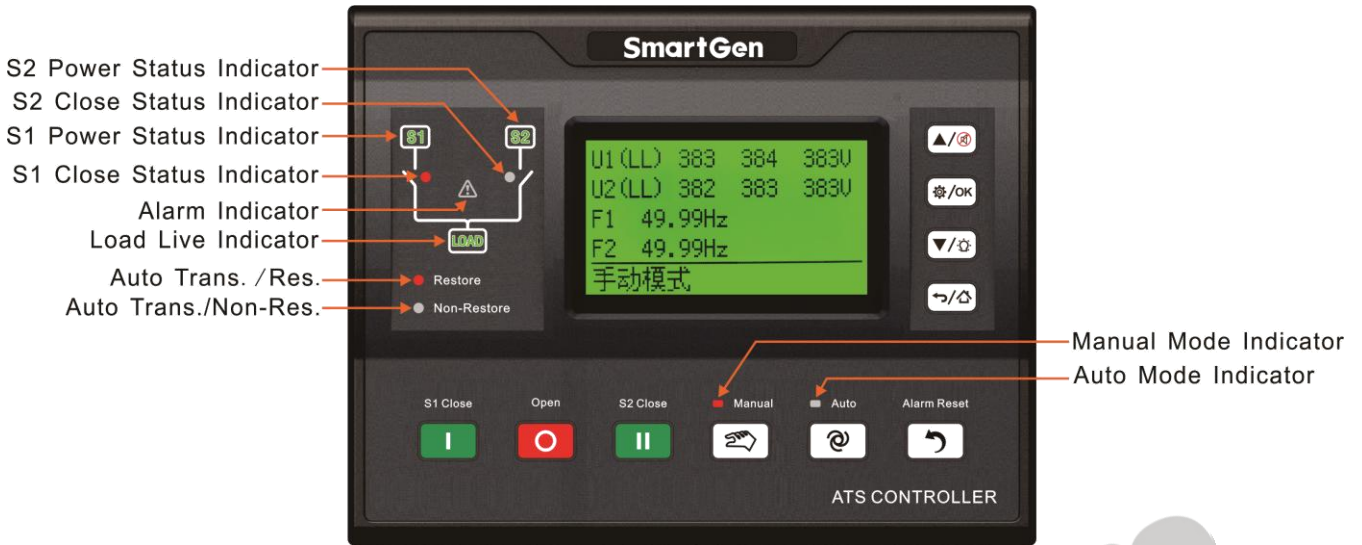 SmartGen
S2 Power Status Indicator
S2 Close Status Indicator
S1 Power Status Indicator
S1 Close Status Indicator
Alarm Indicator
Load Live Indicator
Auto Trans. /Res.
Auto Trans./Non-Res.
S1
S2
LOAD
Restore
Non-Restore
U1(LL) 383 384 383V
U2(LL) 382 383 383V
F1 49.99Hz
F2 49.99Hz
手动模式
▲/
/OK
▼/
Manual Mode Indicator
Auto Mode Indicator
S1 Close
Open
S2 Close
Manual
Auto
Alarm Reset
I
O
II
ATS CONTROLLER